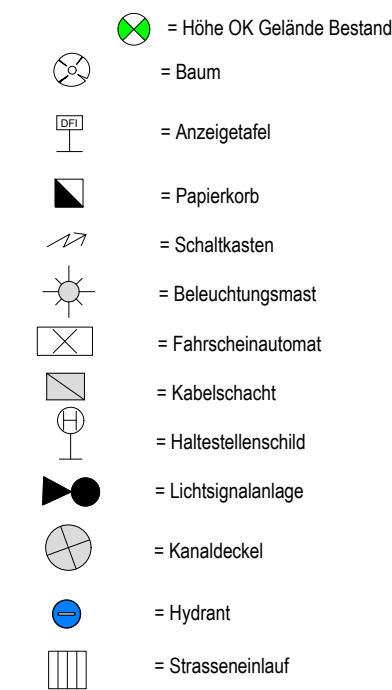 = Höhe OK Gelände Bestand
= Baum
DFI
= Anzeigetafel
= Papierkorb
= Schaltkasten
= Beleuchtungsmast
= Fahrscheinautomat
= Kabelschacht
H
= Haltestellenschild
= Lichtsignalanlage
= Kanaldeckel
= Hydrant
= Strasseneinlauf